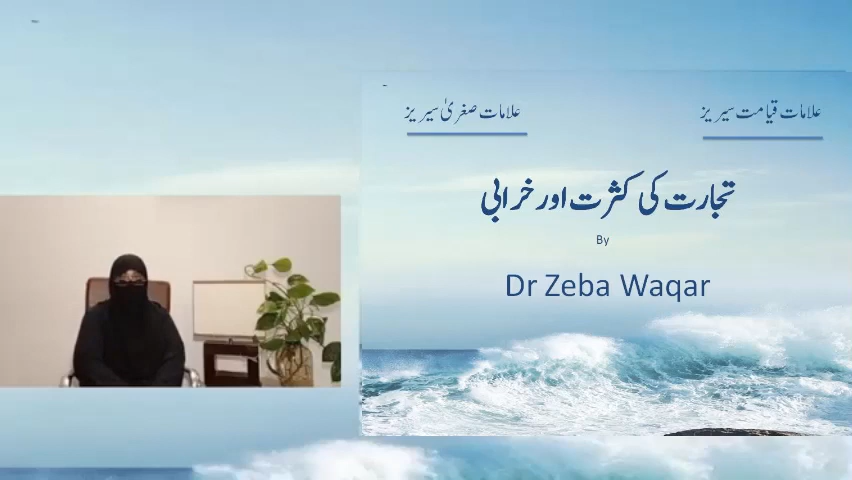 علامات قیامت سیریز
علامات صغریٰ سیریز
تجارت کی کثرت اور خرابی
By
Dr Zeba Waqar